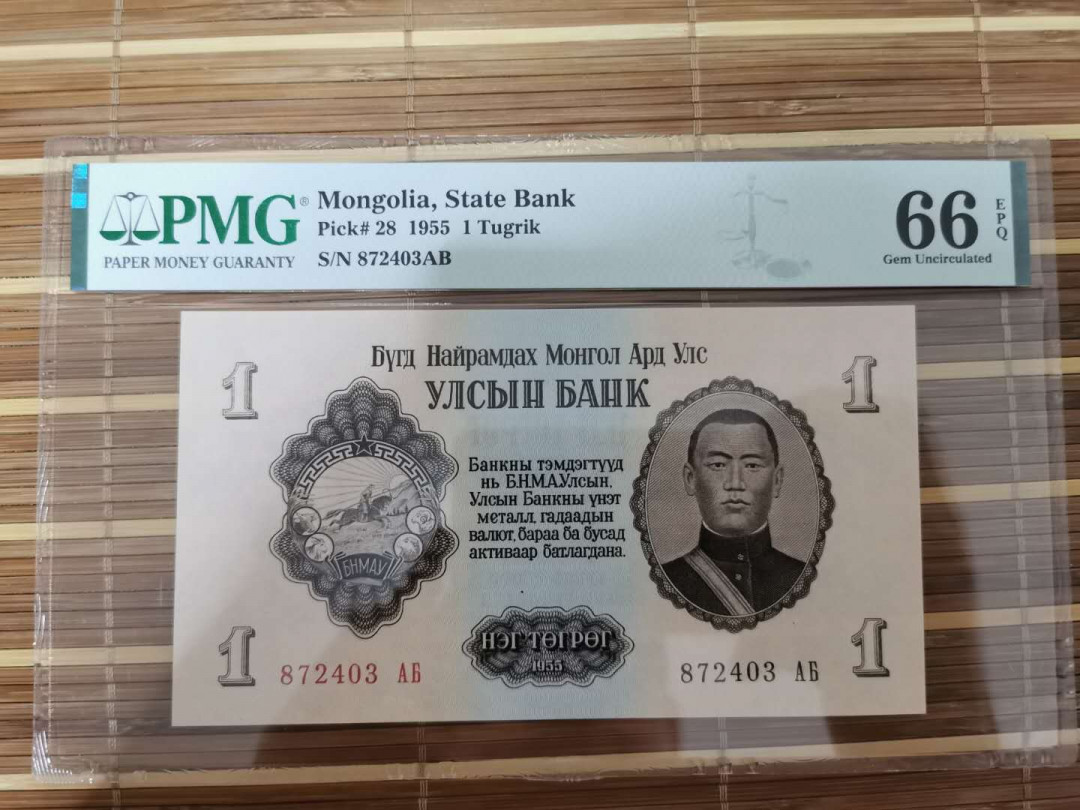 PMG®
PAPER MONEY GUARANTY
Mongolia, State Bank
Pick# 28 1955 1 Tugrik
S/N 872403AB
66
EPQ
Gem Uncirculated
Бүгд Найрамдах Монгол Ард Улс
УЛСЫН БАНК
1
1
Банкны тэмдэгтүүд
нь Б.Н.М.А.Улсын,
Улсын Банкны үнэт
металл, гадаадын
валют, бараа ба бусад
активаар батлагдана.
БНМАУ
НЭГ ТӨГРӨГ
1955
1
872403 АБ
872403 АБ
1